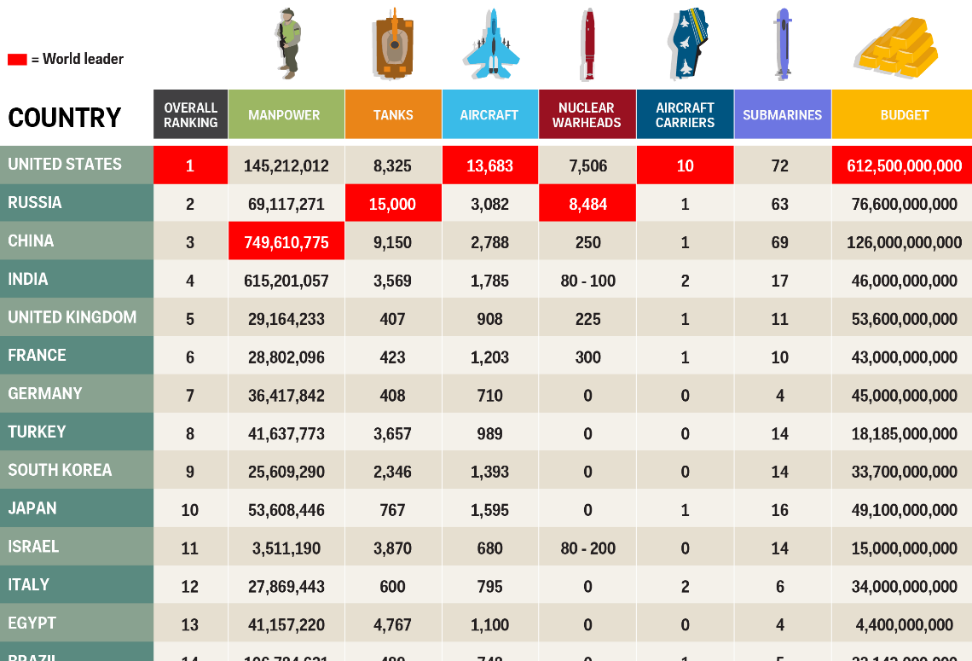 = World leader
COUNTRY OVERALL RANKING MANPOWER TANKS AIRCRAFT NUCLEAR WARHEADS AIRCRAFT CARRIERS SUBMARINES BUDGET
UNITED STATES 1 145,212,012 8,325 13,683 7,506 10 72 612,500,000,000
RUSSIA 2 69,117,271 15,000 3,082 8,484 1 63 76,600,000,000
CHINA 3 749,610,775 9,150 2,788 250 1 69 126,000,000,000
INDIA 4 615,201,057 3,569 1,785 80 - 100 2 17 46,000,000,000
UNITED KINGDOM 5 29,164,233 407 908 225 1 11 53,600,000,000
FRANCE 6 28,802,096 423 1,203 300 1 10 43,000,000,000
GERMANY 7 36,417,842 408 710 0 0 4 45,000,000,000
TURKEY 8 41,637,773 3,657 989 0 0 14 18,185,000,000
SOUTH KOREA 9 25,609,290 2,346 1,393 0 0 14 33,700,000,000
JAPAN 10 53,608,446 767 1,595 0 1 16 49,100,000,000
ISRAEL 11 3,511,190 3,870 680 80 - 200 0 14 15,000,000,000
ITALY 12 27,869,443 600 795 0 2 6 34,000,000,000
EGYPT 13 41,157,220 4,767 1,100 0 0 4 4,400,000,000
BRAZIL 14